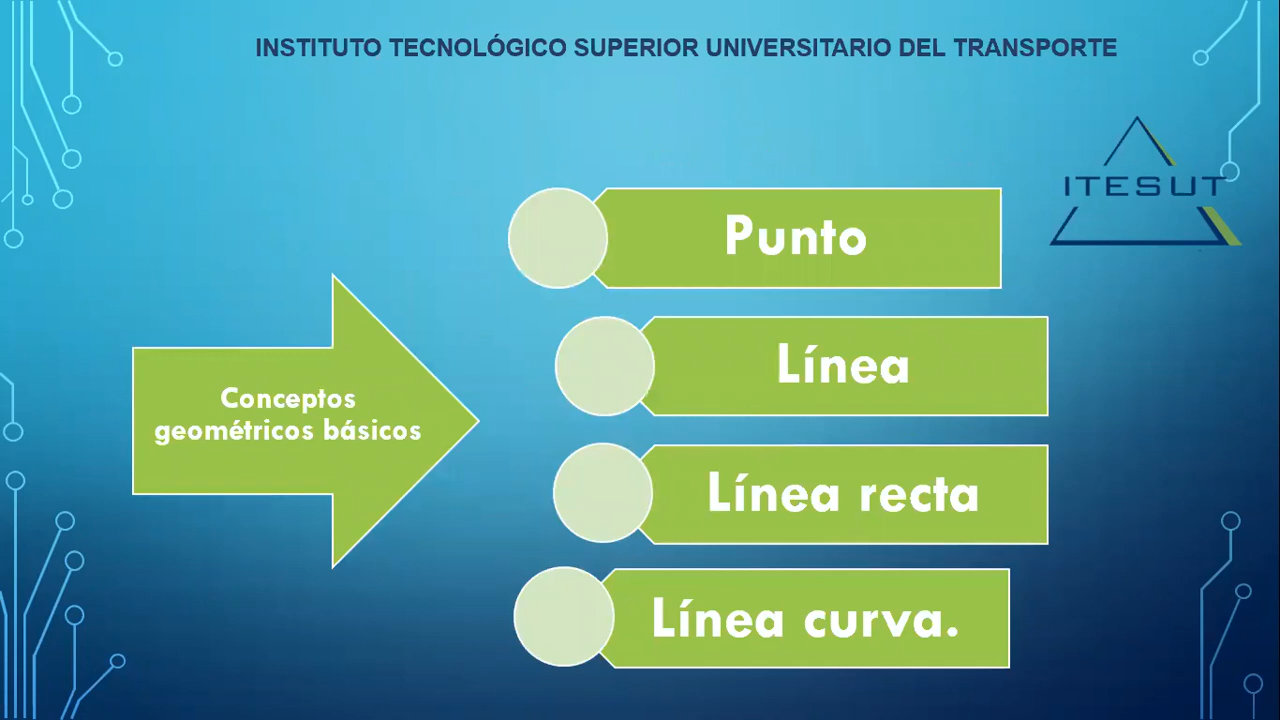 INSTITUTO TECNOLÓGICO SUPERIOR UNIVERSITARIO DEL TRANSPORTE
ITESUT
Conceptos
geométricos básicos
Punto
Línea
Línea recta
Línea curva.